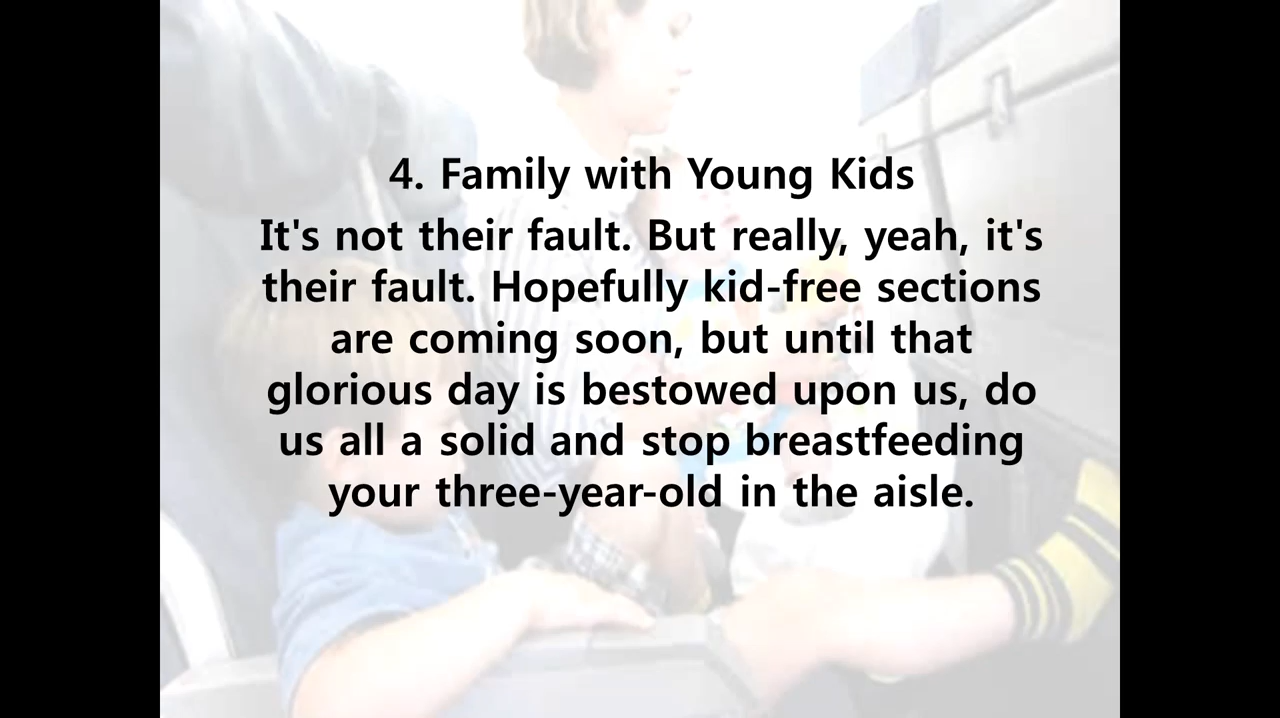 4. Family with Young Kids
It's not their fault. But really, yeah, it's
their fault. Hopefully kid-free sections
are coming soon, but until that
glorious day is bestowed upon us, do
us all a solid and stop breastfeeding
your three-year-old in the aisle.